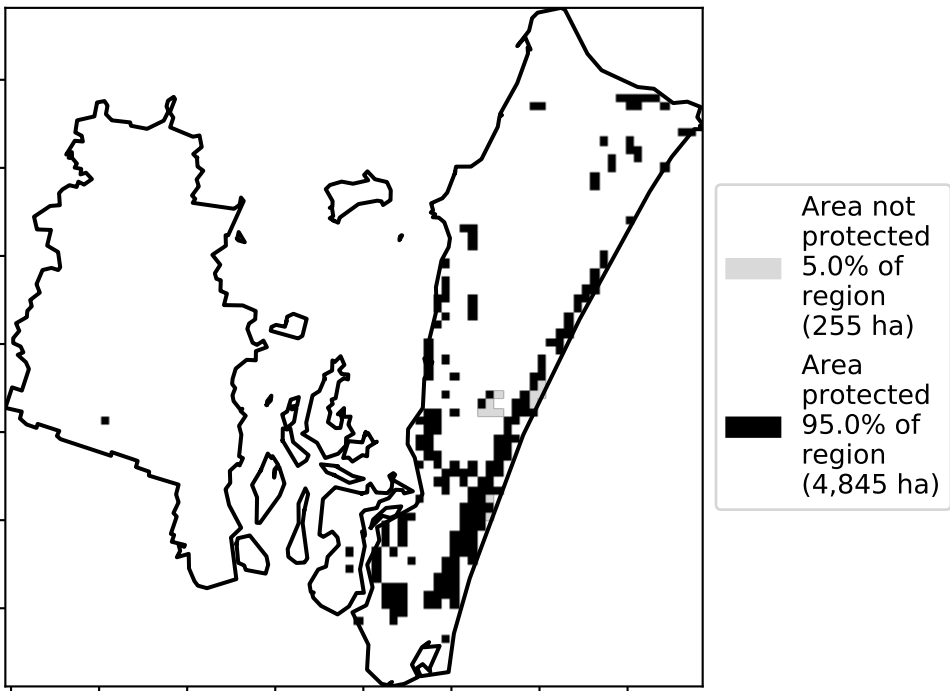 Area not
protected
5.0% of
region
(255 ha)
Area
protected
95.0% of
region
(4,845 ha)